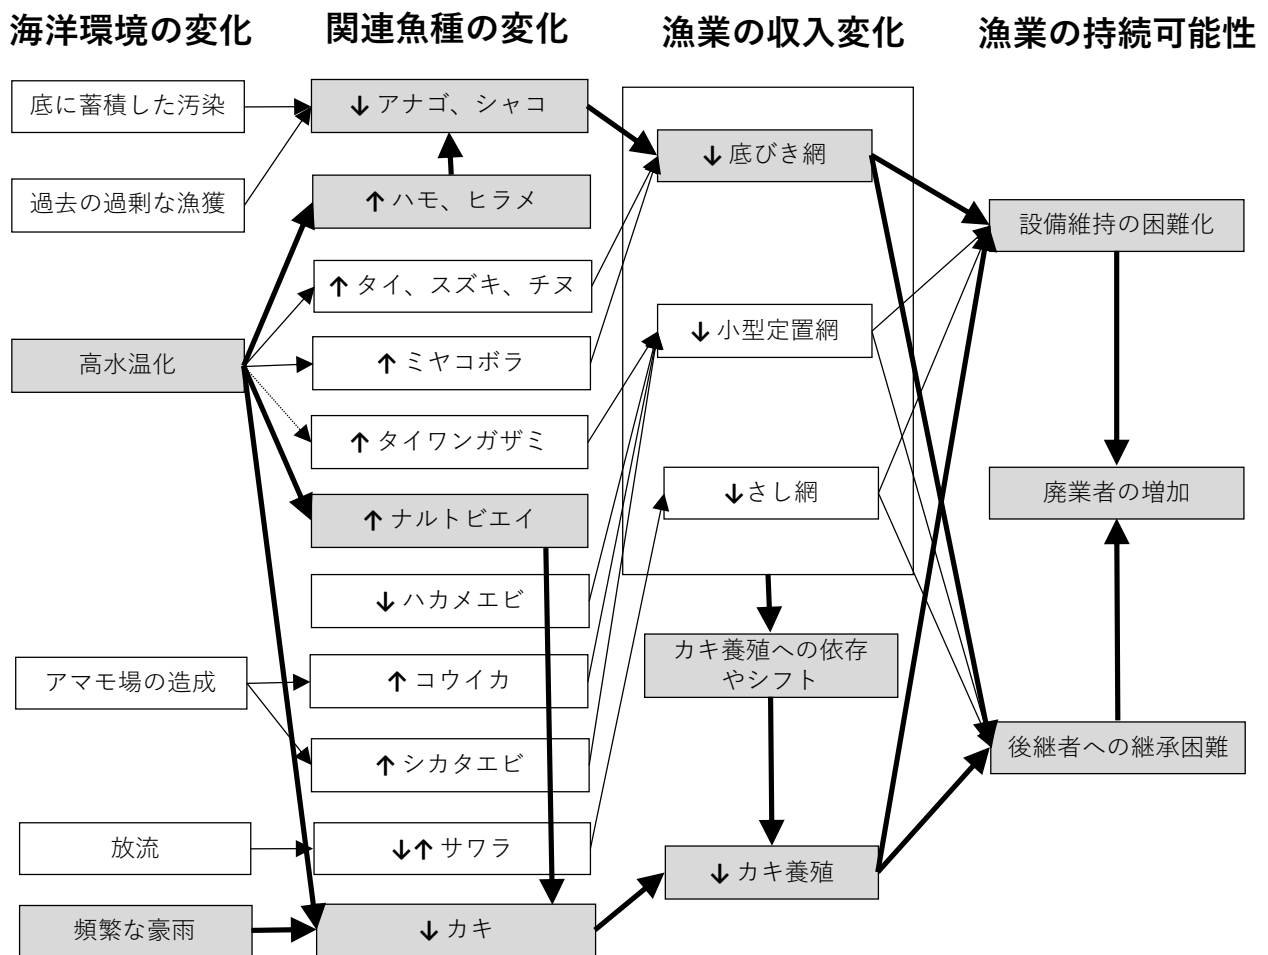 海洋環境の変化
関連魚種の変化
漁業の収入変化
漁業の持続可能性
底に蓄積した汚染
過去の過剰な漁獲
高水温化
アマモ場の造成
放流
頻繁な豪雨
↓ アナゴ、シャコ
↑ ハモ、ヒラメ
↑ タイ、スズキ、チヌ
↑ ミヤコボラ
↑ タイワンガザミ
↑ ナルトビエイ
↓ ハカメエビ
↑ コウイカ
↑ シカタエビ
↓↑ サワラ
↓ カキ
↓ 底びき網
↓ 小型定置網
↓さし網
カキ養殖への依存
やシフト
↓ カキ養殖
設備維持の困難化
廃業者の増加
後継者への継承困難